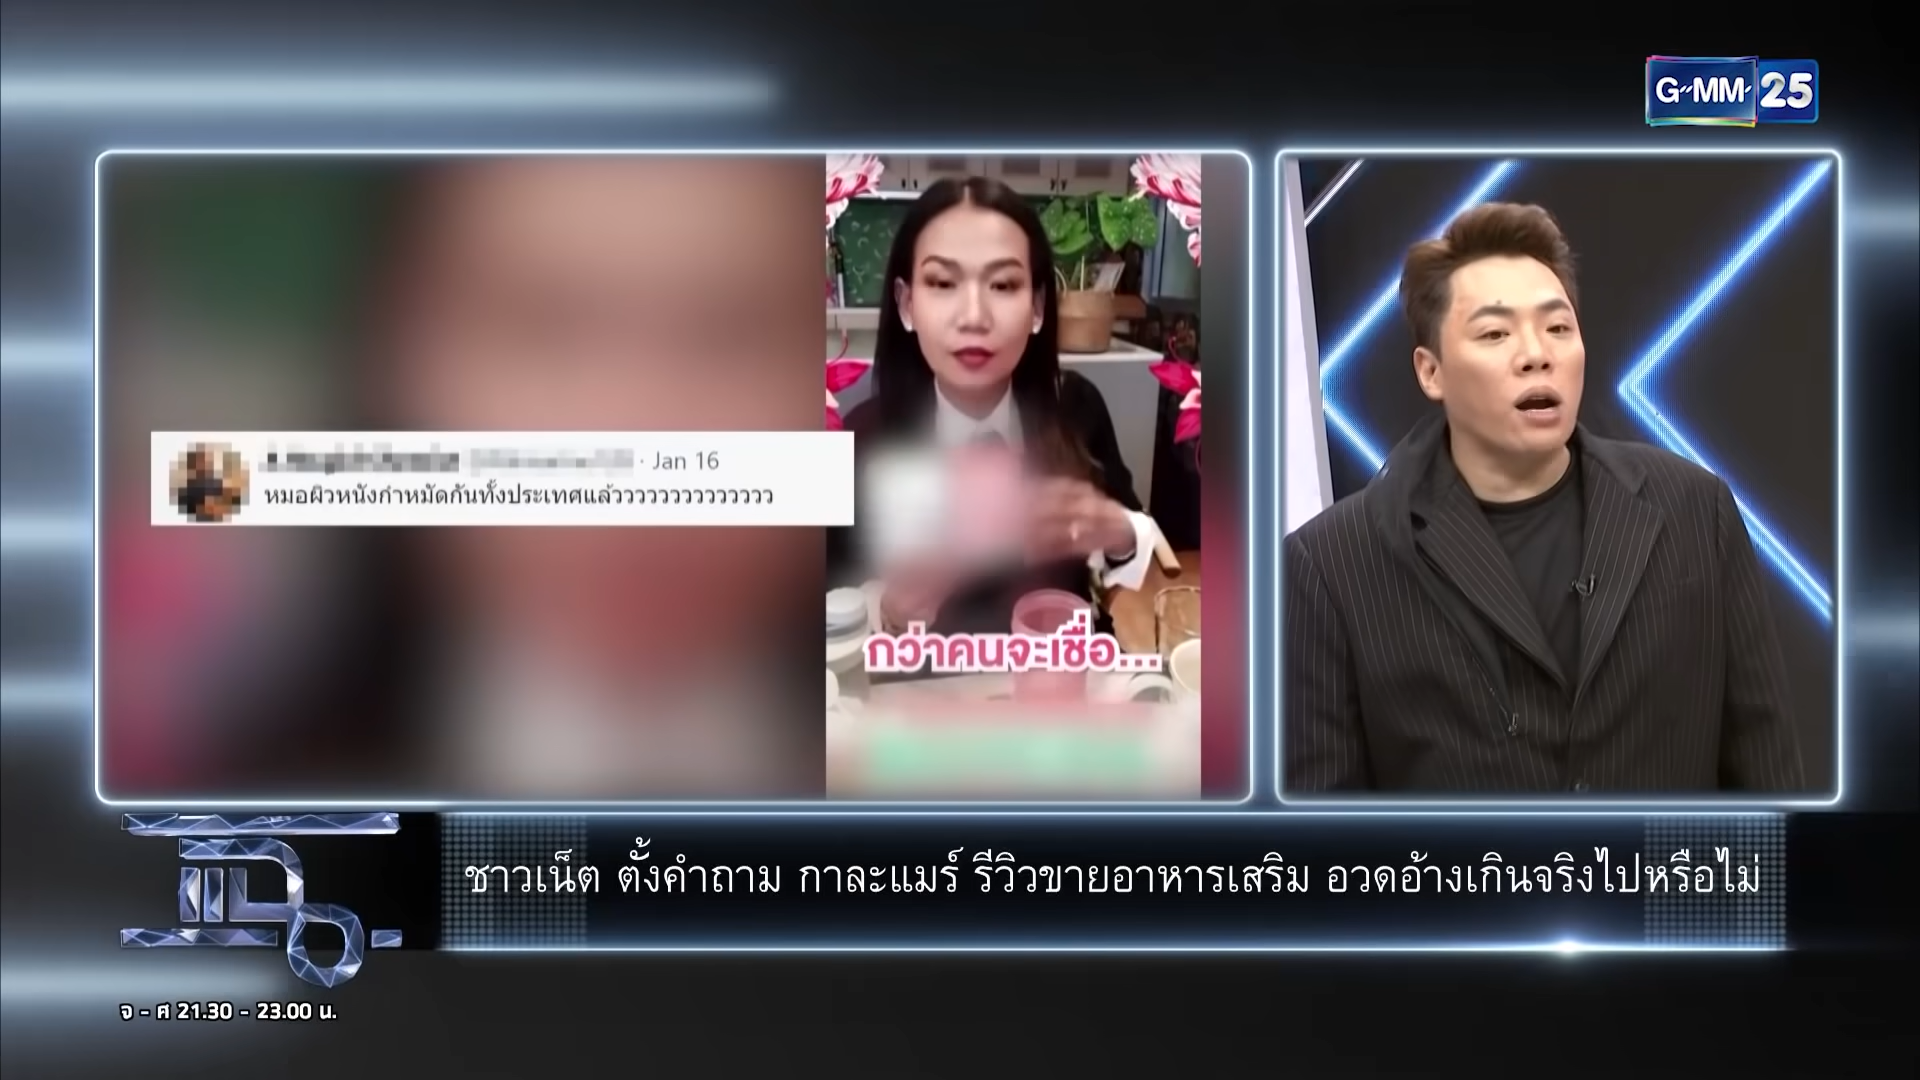 GMM 25
Jan 16
หมอผิวหนังกำหมัดกันทั้งประเทศแล้วววววววววววววว
กว่าคนจะเชื่อ...
แฉ
ชาวเน็ต ตั้งคำถาม กาละแมร์ รีวิวขายอาหารเสริม อวดอ้างเกินจริงไปหรือไม่
จ - ศ 21.30 - 23.00 น.